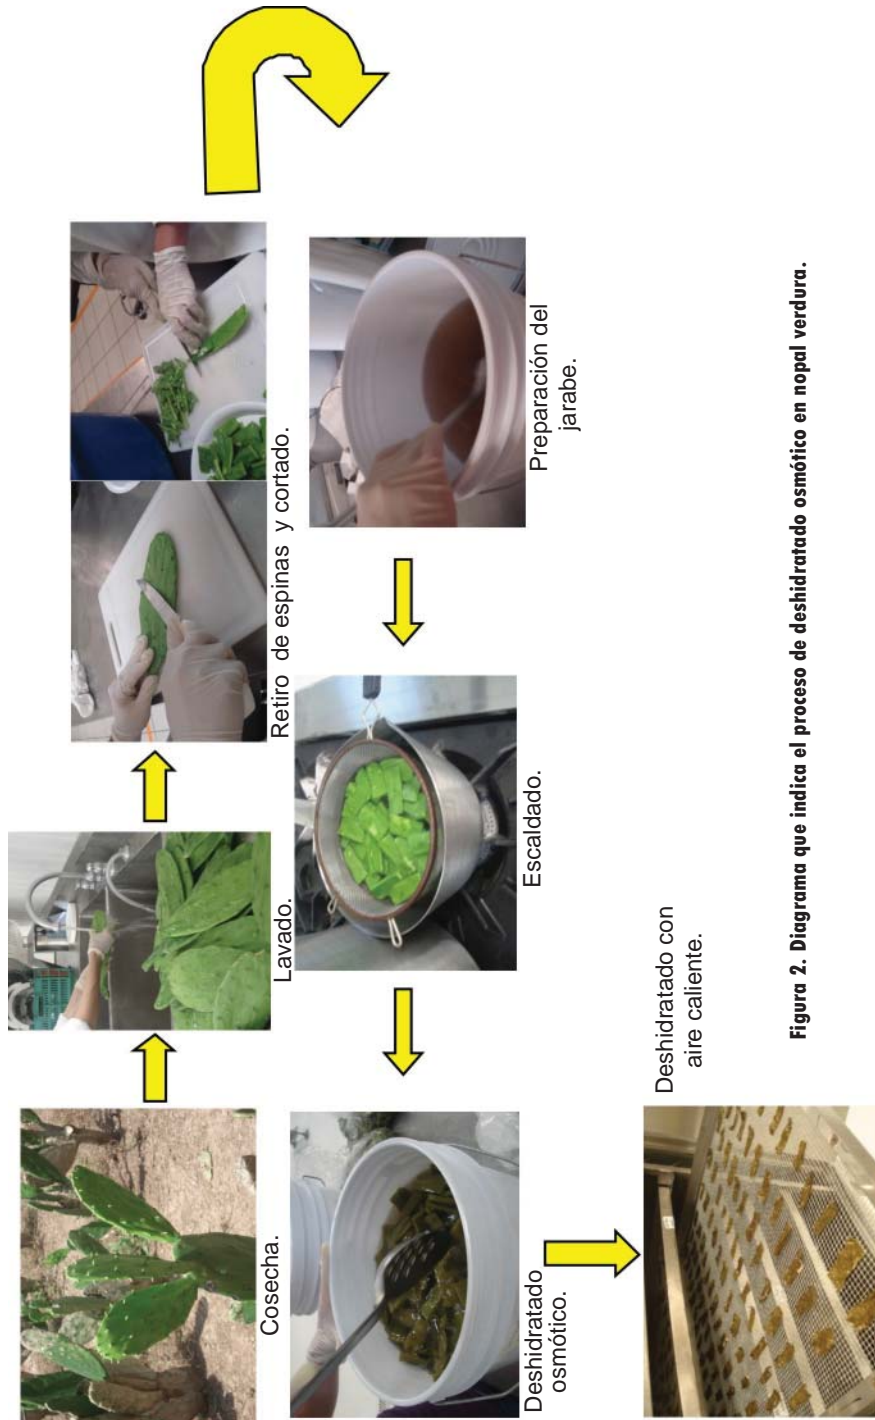 Cosecha.
Lavado.
Retiro de espinas y cortado.
Preparación del
jarabe.
Escaldado.
Deshidratado
osmótico.
Deshidratado con
aire caliente.
Figura 2. Diagrama que indica el proceso de deshidratado osmótico en nopal verdura.